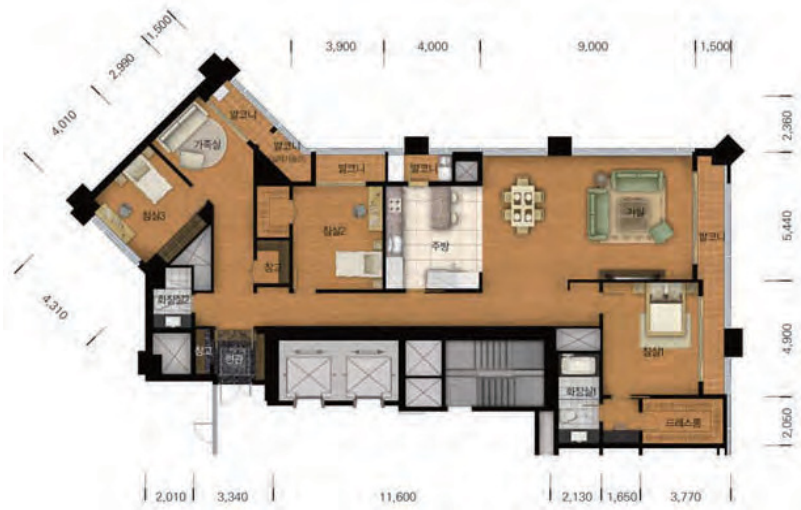 1,500
2,990
4,010
4,310
3,900
4,000
9,000
1,500
2,360
5,440
4,900
2,050
발코니
가족실
발코니
발코니
발코니
침실3
침실2
주방
거실
발코니
창고
화장실2
창고
현관
침실1
화장실1
드레스룸
2,010
3,340
11,600
2,130
1,650
3,770